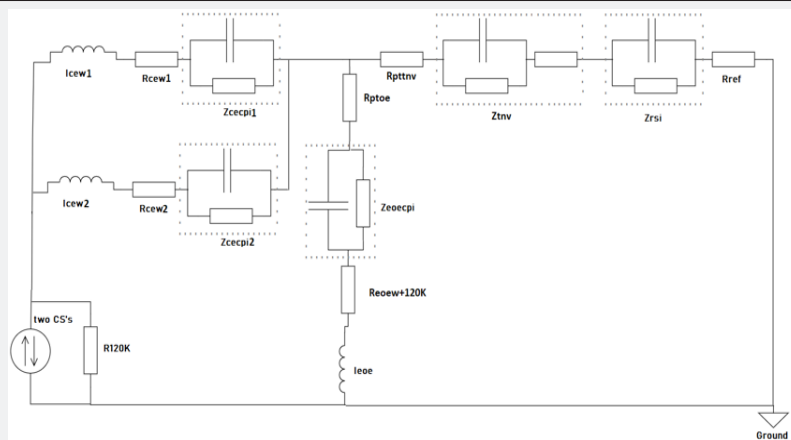 Icew1
Rcew1
Zcecpi1
Rpttnv
Ztnv
Zrsi
Rref
Rptoe
Icew2
Rcew2
Zcecpi2
Zeoecpi
Reoew+120K
two CS's
R120K
Ieoe
Ground